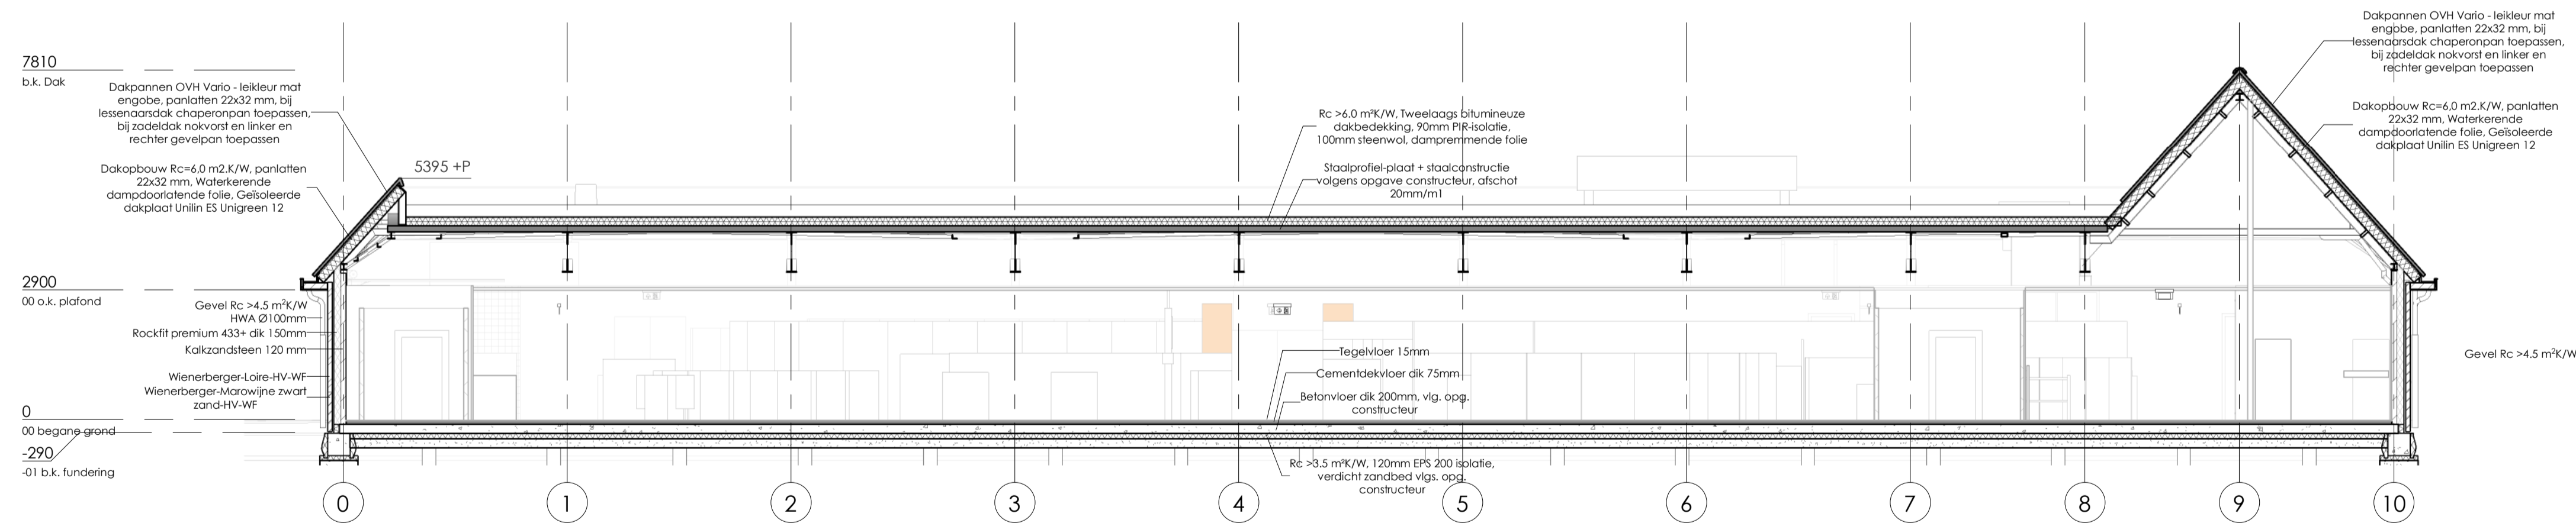 7810
b.k. Dak
Dakpannen OVH Vario - leikleur mat
engobe, panlatten 22x32 mm, bij
lessenaarsdak chaperonpan toepassen,
bij zadeldak nokvorst en linker en
rechter gevelpan toepassen
Dakopbouw Rc=6,0 m2.K/W, panlatten
22x32 mm, Waterkerende
dampdoorlatende folie, Geïsoleerde
dakplaat Unilin ES Unigreen 12
5395 +P
2900
00 o.k. plafond
Gevel Rc >4.5 m²K/W
HWA Ø100mm
Rockfit premium 433+ dik 150mm
Kalkzandsteen 120 mm
Wienerberger-Loire-HV-WF
Wienerberger-Marowijne zwart
zand-HV-WF
0
00 begane grond
-290
-01 b.k. fundering
Rc >6.0 m²K/W, Tweelaags bitumineuze
dakbedekking, 90mm PIR-isolatie,
100mm steenwol, dampremmende folie
Staalprofiel-plaat + staalconstructie
volgens opgave constructeur, afschot
20mm/m1
Tegelvloer 15mm
Cementdekvloer dik 75mm
Betonvloer dik 200mm, vlg. opg.
constructeur
Rc >3.5 m²K/W, 120mm EPS 200 isolatie,
verdicht zandbed vlgs. opg.
constructeur
Dakpannen OVH Vario - leikleur mat
engobe, panlatten 22x32 mm, bij
lessenaarsdak chaperonpan toepassen,
bij zadeldak nokvorst en linker en
rechter gevelpan toepassen
Dakopbouw Rc=6,0 m2.K/W, panlatten
22x32 mm, Waterkerende
dampdoorlatende folie, Geïsoleerde
dakplaat Unilin ES Unigreen 12
Gevel Rc >4.5 m²K/W
0 1 2 3 4 5 6 7 8 9 10